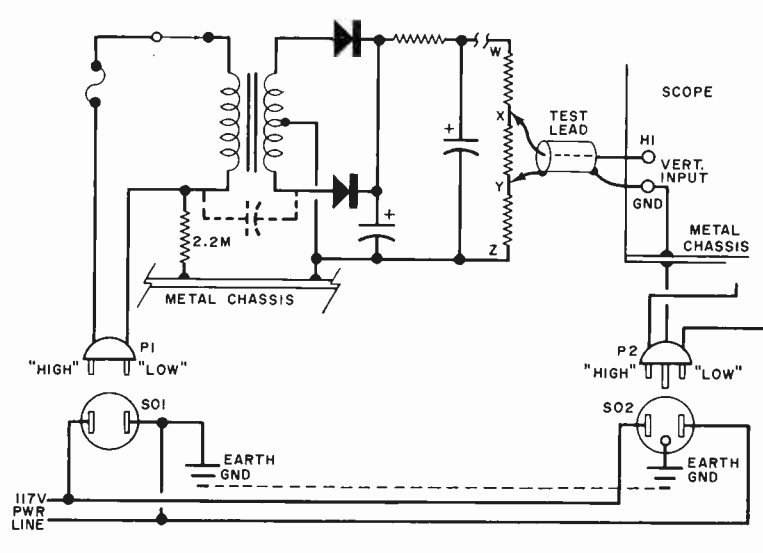 W
X
TEST
LEAD
SCOPE
HI
VERT.
INPUT
GND
+
+
Y
Z
2.2M
METAL CHASSIS
METAL
CHASSIS
P1
"HIGH"
"LOW"
P2
"HIGH"
"LOW"
SO1
SO2
EARTH
GND
EARTH
GND
117V
PWR
LINE